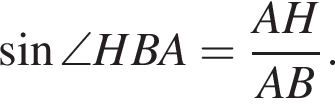 sin∠HBA = AH/AB.